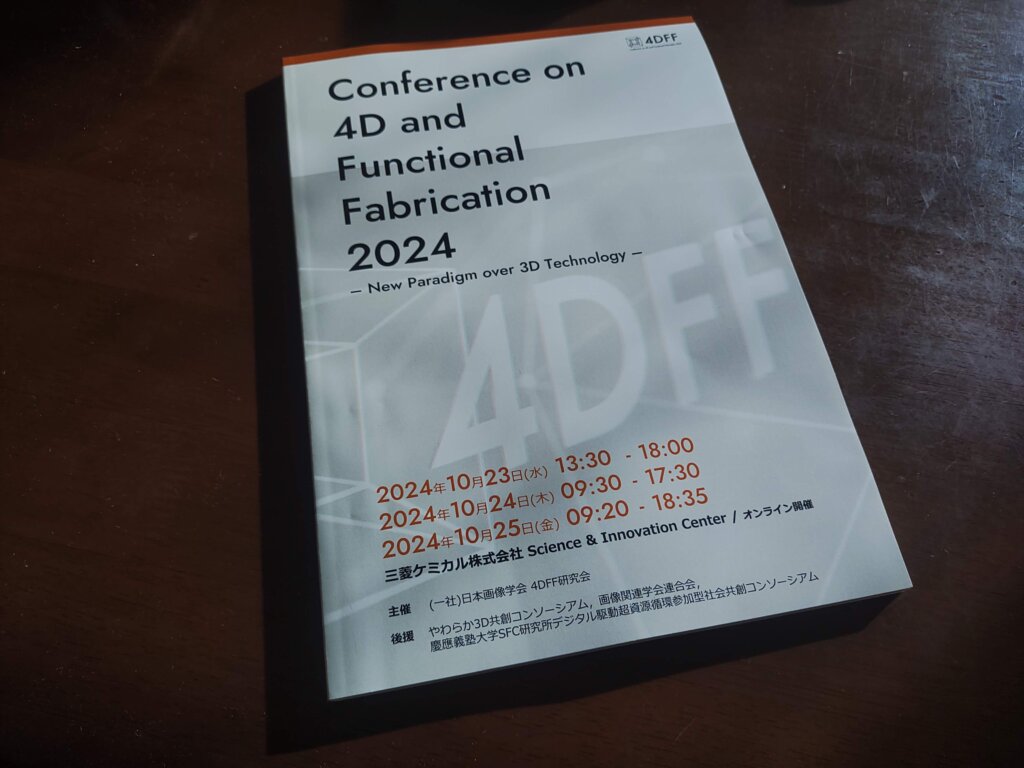 4DFF
Conference on
4D and
Functional
Fabrication
2024
– New Paradigm over 3D Technology –
4DFF
2024年10月23日(水) 13:30 - 18:00
2024年10月24日(木) 09:30 - 17:30
2024年10月25日(金) 09:20 - 18:35
三菱ケミカル株式会社 Science & Innovation Center / オンライン開催
主催 (一社)日本画像学会 4DFF研究会
後援 やわらか3D共創コンソーシアム, 画像関連学会連合会,
慶應義塾大学SFC研究所デジタル駆動超資源循環参加型社会共創コンソーシアム